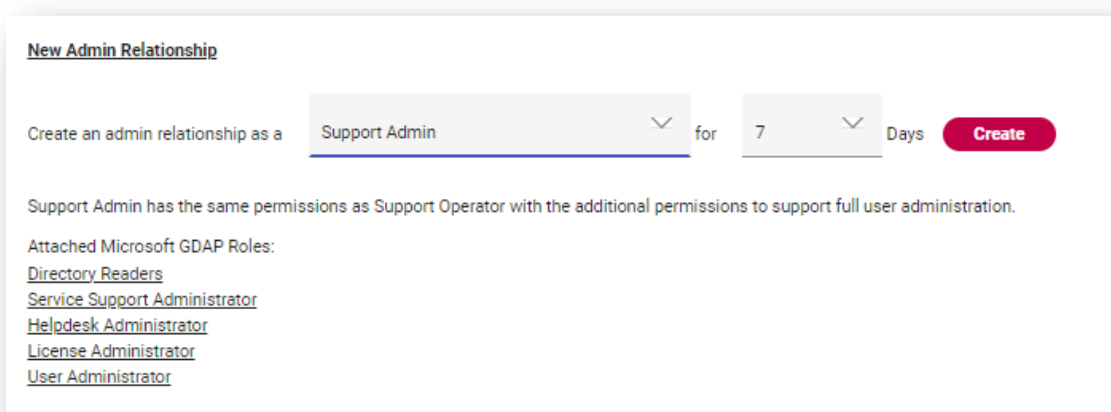 New Admin Relationship
Create an admin relationship as a Support Admin for 7 Days Create
Support Admin has the same permissions as Support Operator with the additional permissions to support full user administration.
Attached Microsoft GDAP Roles:
Directory Readers
Service Support Administrator
Helpdesk Administrator
License Administrator
User Administrator